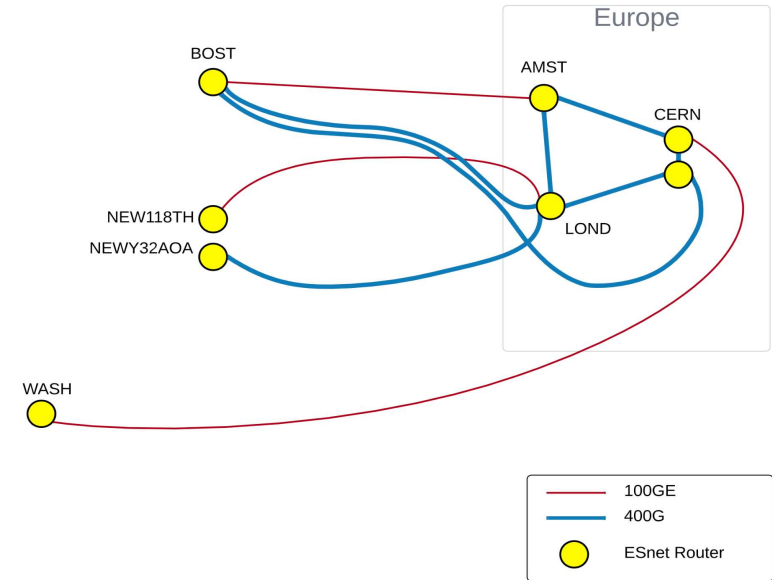 Europe
BOST
AMST
CERN
NEW118TH
LOND
NEWY32AOA
WASH
100GE
400G
ESnet Router